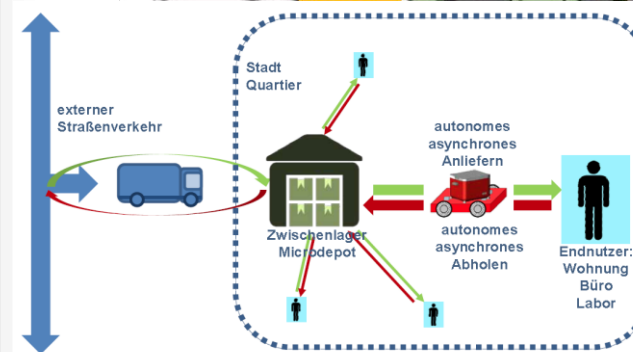 Stadt
Quartier
externer
Straßenverkehr
autonomes
asynchrones
Anliefern
Zwischenlager
Microdepot
autonomes
asynchrones
Abholen
Endnutzer:
Wohnung
Büro
Labor